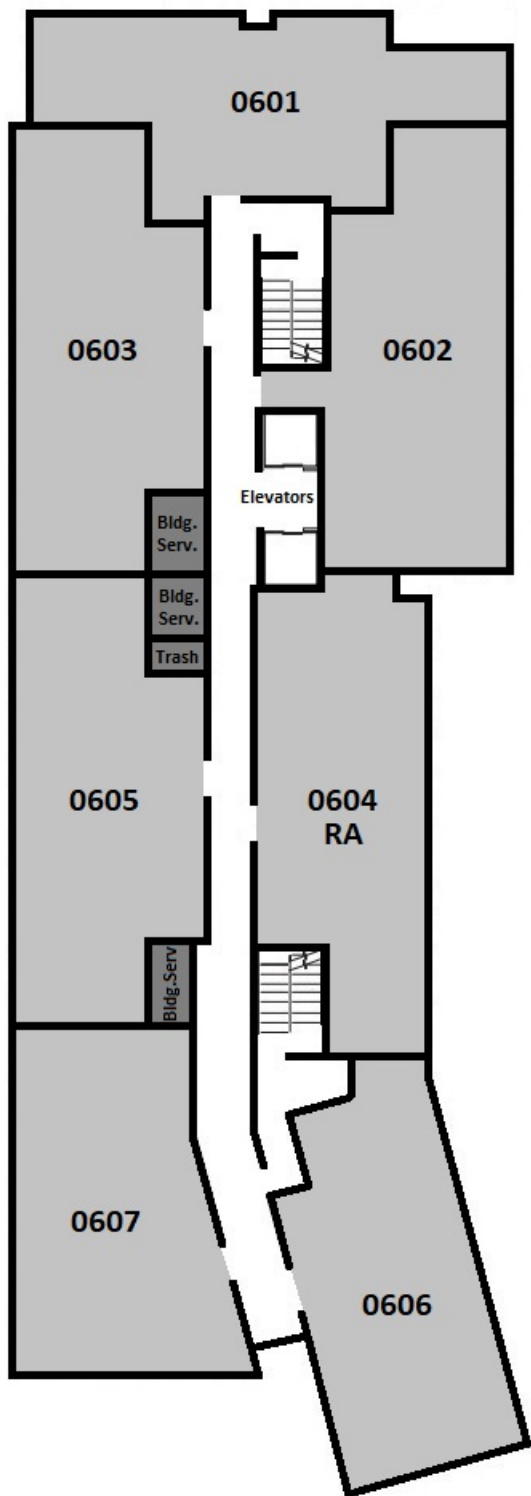 0601
0603
0602
Elevators
Bldg.
Serv.
Bldg.
Serv.
Trash
0605
0604
RA
Bldg.Serv
0607
0606